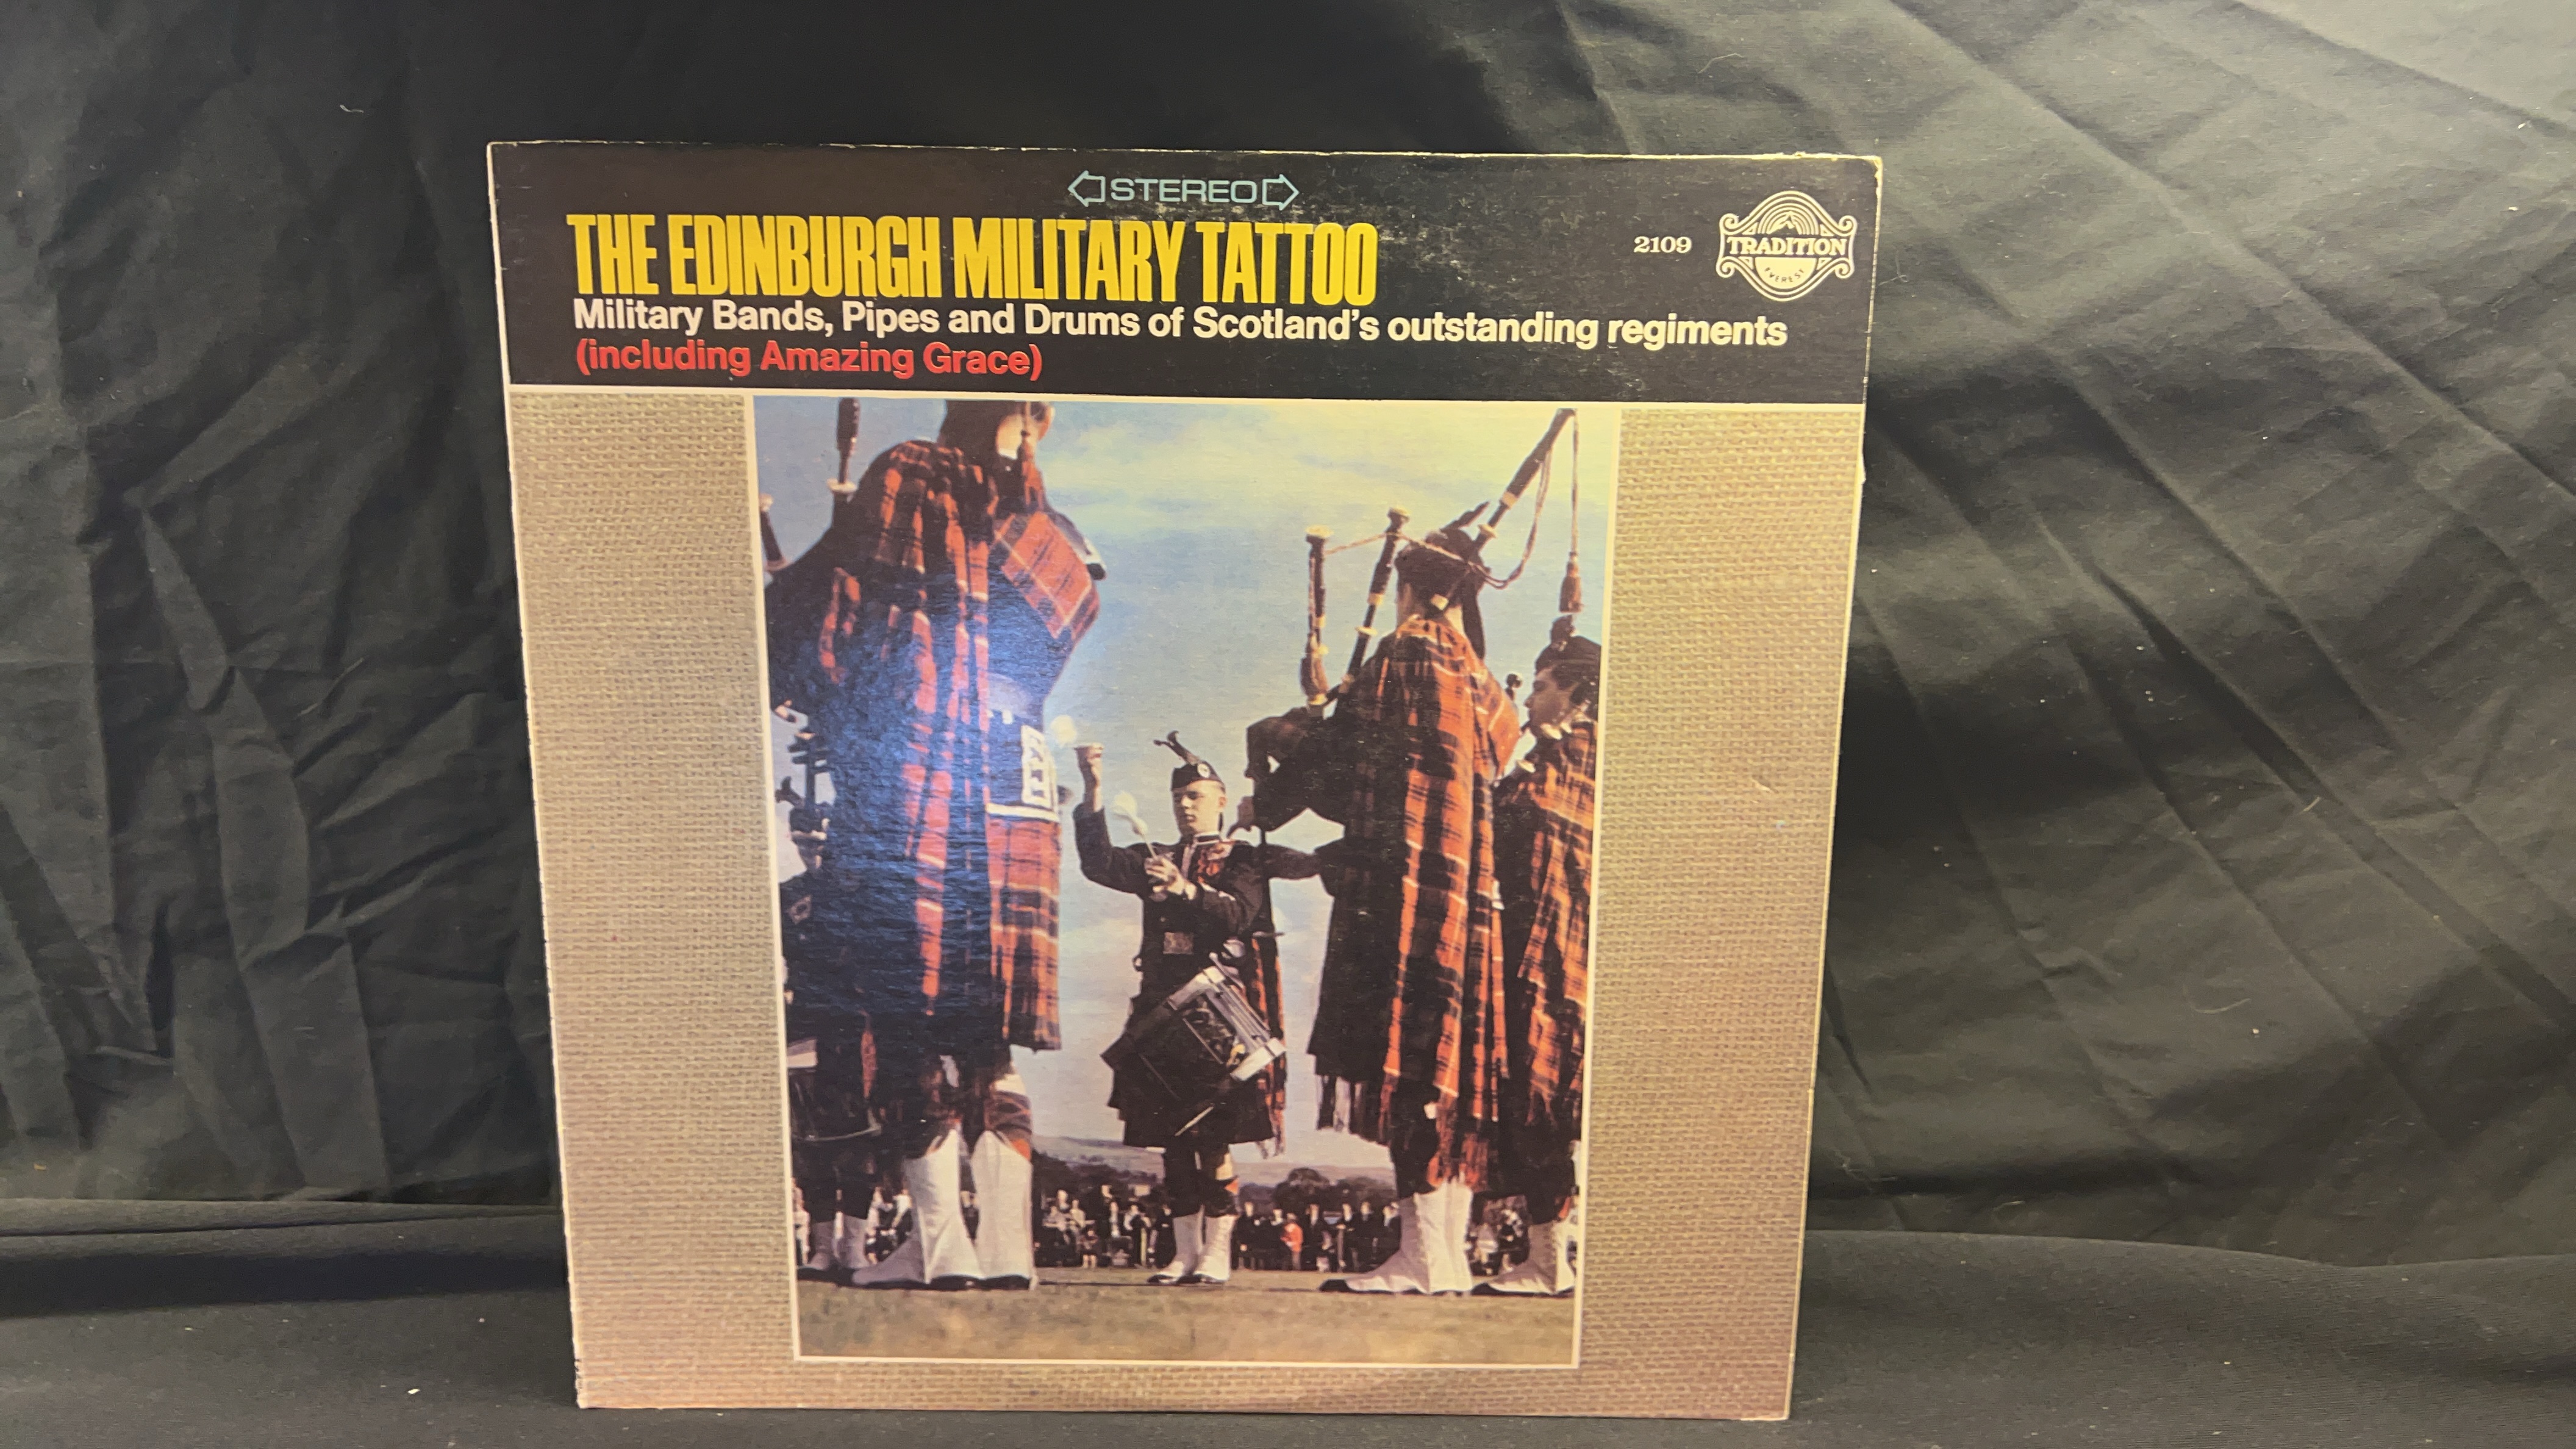 STEREO
THE EDINBURGH MILITARY TATTOO
2109
TRADITION
EVEREST
Military Bands, Pipes and Drums of Scotland's outstanding regiments
(including Amazing Grace)